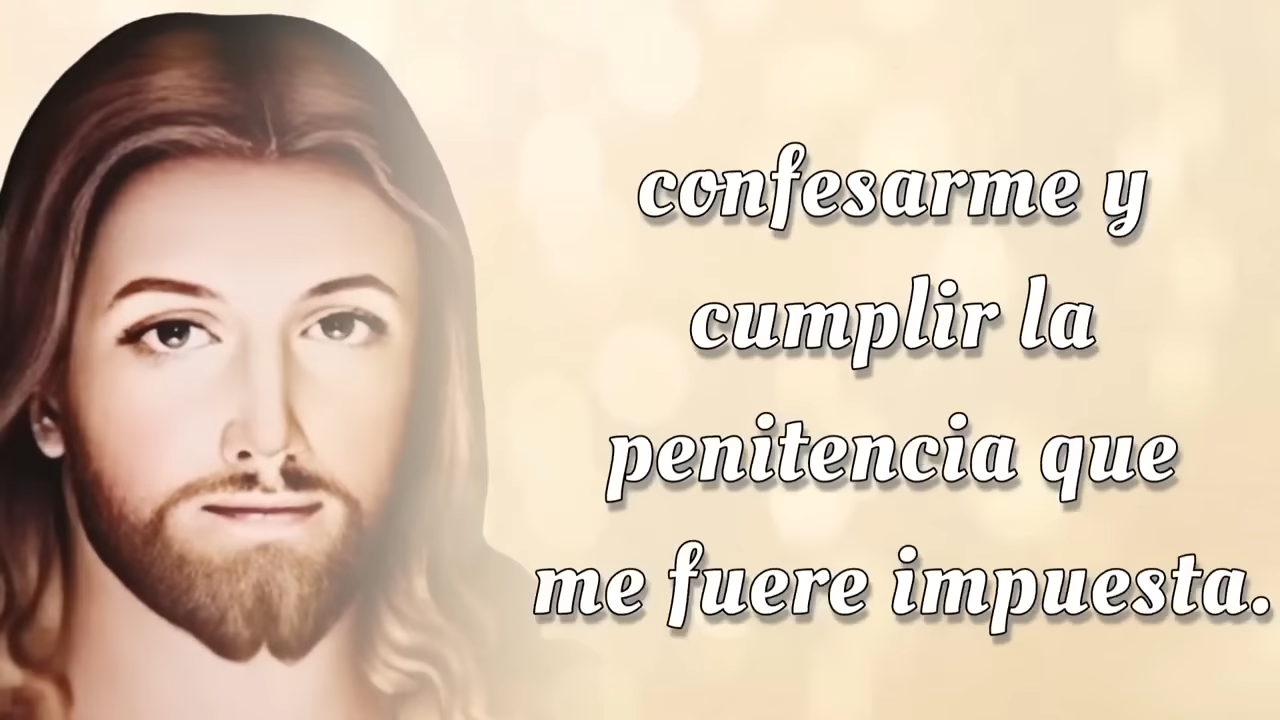 confesarme y
cumplir la
penitencia que
me fuere impuesta.